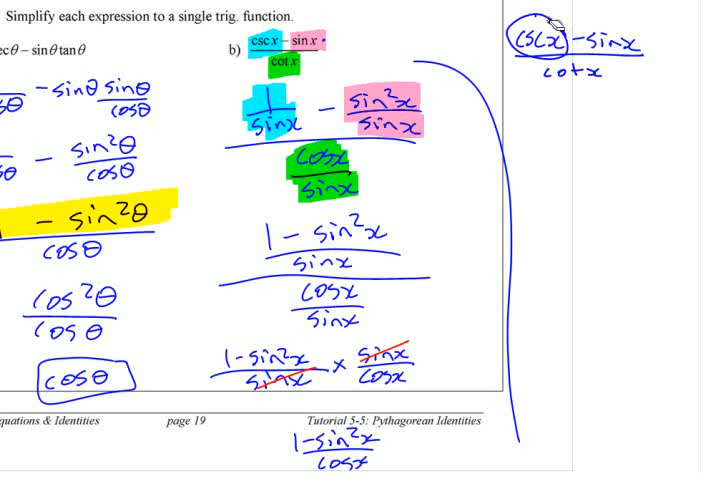 Simplify each expression to a single trig. function.
ecθ − sinθ tanθ
− sinθ sinθ/cosθ
− sin²θ/cosθ
1 − sin²θ
cosθ
cos²θ
cosθ
cosθ
b) csc x − sin x
cot x
1/sinx − sin²x/sinx
cosx
sinx
1 − sin²x
sinx
cosx
sinx
1−sin²x/sinx × sinx/cosx
quations & Identities page 19 Tutorial 5-5: Pythagorean Identities
1−sin²x
cosx
cscx − sinx
cotx